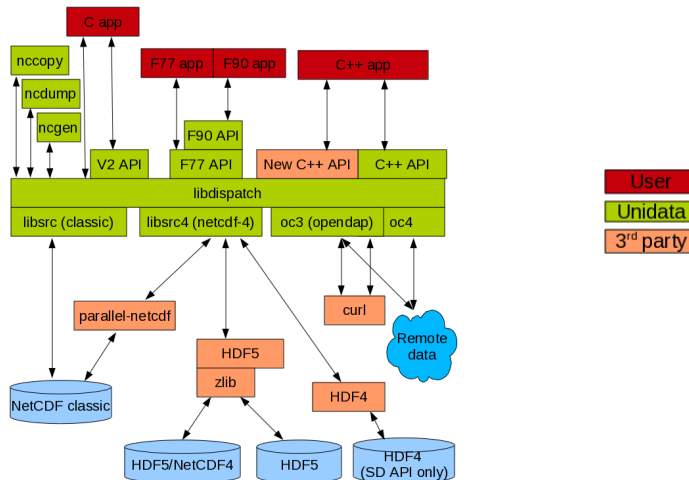 C app
nccopy
F77 app
F90 app
C++ app
ncdump
ncgen
F90 API
V2 API
F77 API
New C++ API
C++ API
libdispatch
libsrc (classic)
libsrc4 (netcdf-4)
oc3 (opendap)
oc4
User
Unidata
3rd party
parallel-netcdf
curl
Remote
data
HDF5
zlib
HDF4
NetCDF classic
HDF5/NetCDF4
HDF5
HDF4
(SD API only)